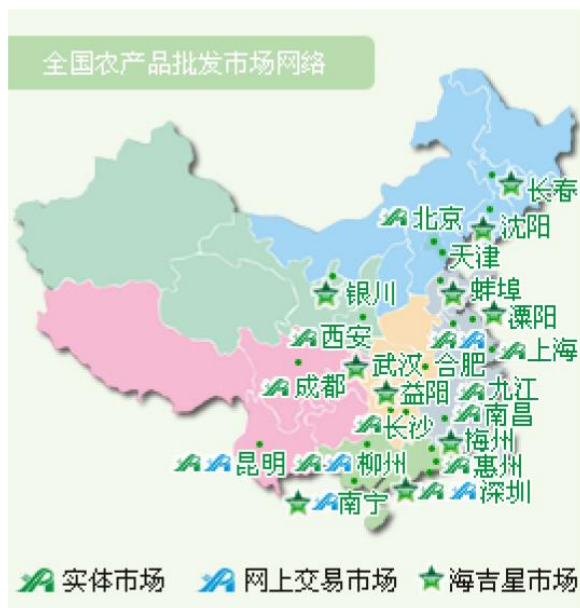 全国农产品批发市场网络
长春
北京
沈阳
天津
银川
蚌埠
溧阳
西安
上海
武汉
合肥
成都
益阳
九江
南昌
长沙
梅州
昆明
柳州
惠州
深圳
南宁
实体市场
网上交易市场
海吉星市场